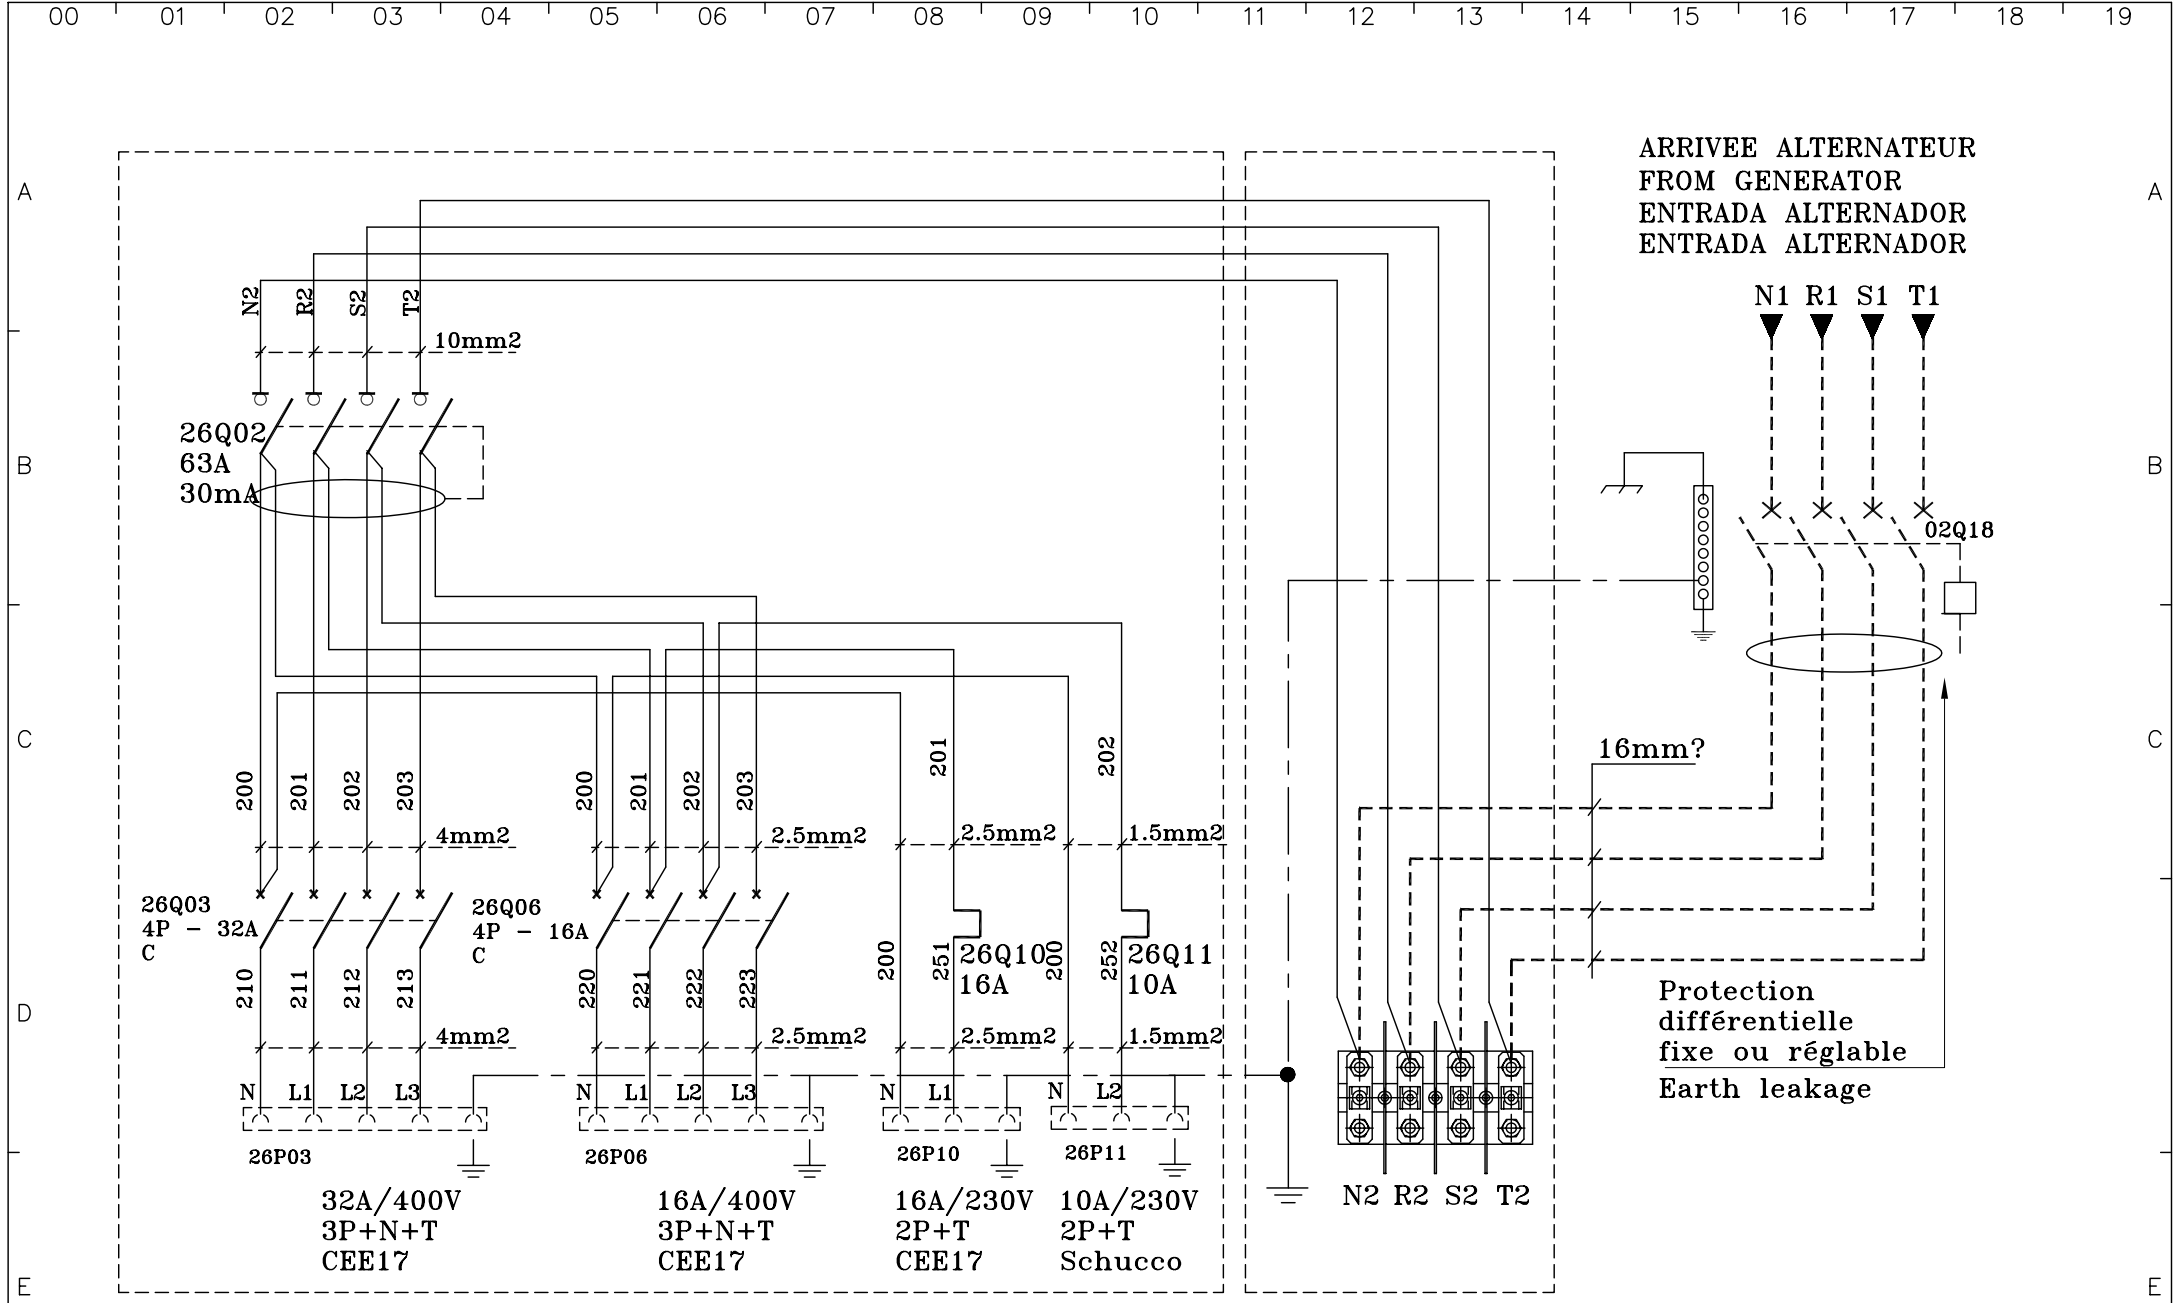 00 01 02 03 04 05 06 07 08 09 10 11 12 13 14 15 16 17 18 19
A A
ARRIVEE ALTERNATEUR
FROM GENERATOR
ENTRADA ALTERNADOR
ENTRADA ALTERNADOR
N2 R2 S2 T2
N1 R1 S1 T1
10mm2
26Q02
63A
30mA
B B
02Q18
C C
16mm?
200 201 202 203
200 201 202 203
201 202
4mm2 2.5mm2 2.5mm2 1.5mm2
26Q03
4P - 32A
C
26Q06
4P - 16A
C
200 251
26Q10
16A
200 252
26Q11
10A
210 211 212 213
220 221 222 223
D D
Protection
différentielle
fixe ou réglable
Earth leakage
4mm2 2.5mm2 2.5mm2 1.5mm2
N L1 L2 L3
N L1 L2 L3
N L1
N L2
26P03 26P06 26P10 26P11
32A/400V
3P+N+T
CEE17
16A/400V
3P+N+T
CEE17
16A/230V
2P+T
CEE17
10A/230V
2P+T
Schucco
N2 R2 S2 T2
E E